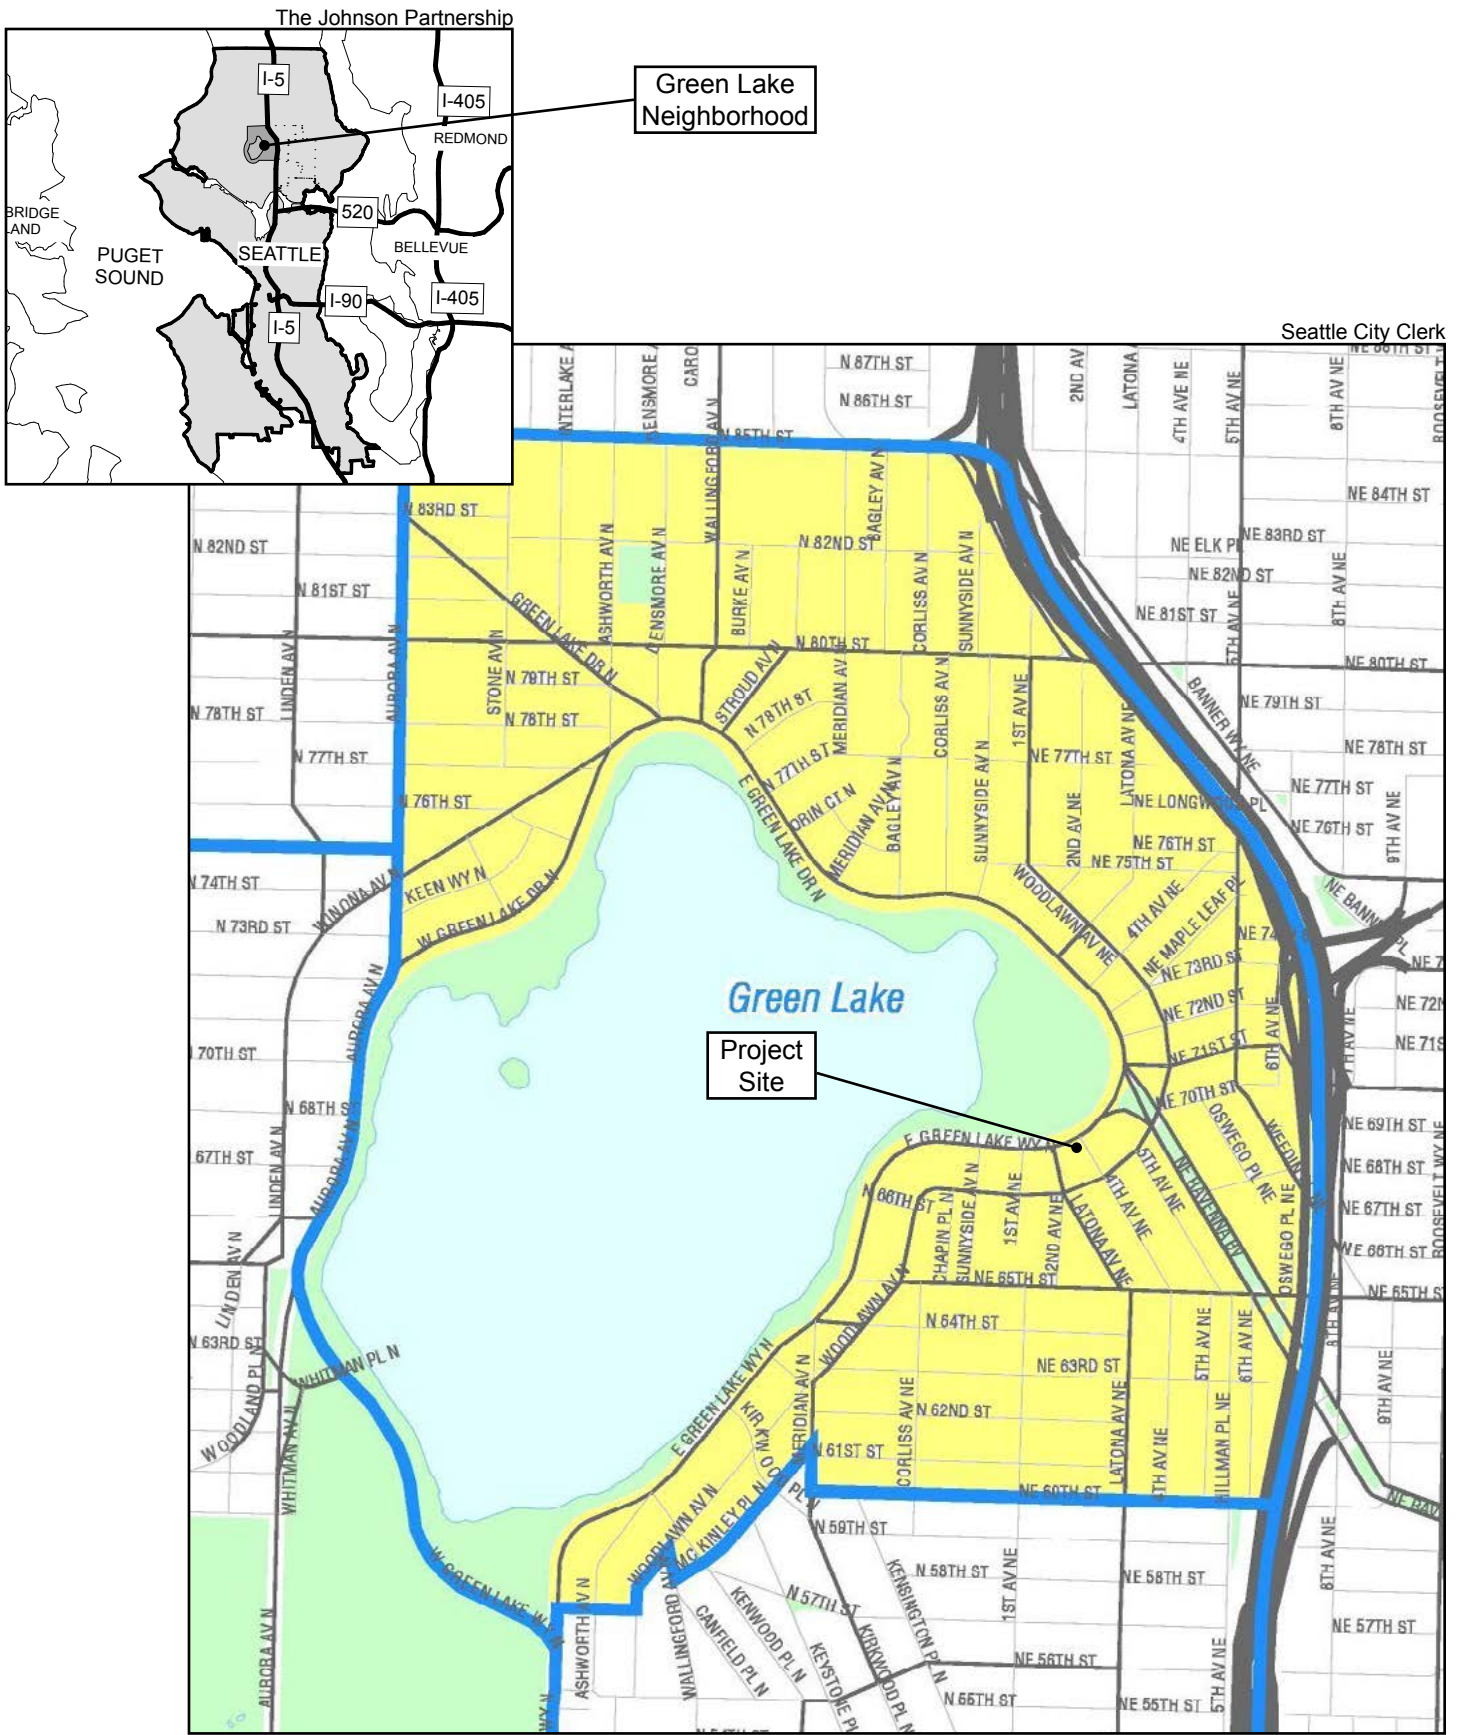 The Johnson Partnership
I-5
I-405
REDMOND
Green Lake
Neighborhood
520
BRIDGE
PUGET
SOUND
SEATTLE
BELLEVUE
I-90
I-405
I-5
Seattle City Clerk
N 87TH ST
N 86TH ST
2ND AV
LATONA
4TH AVE NE
5TH AV NE
8TH AV NE
N 85TH ST
WALLINGFORD AV N
BAGLEY AV N
NE 84TH ST
N 83RD ST
NE 83RD ST
N 82ND ST
N 82ND ST
NE 82ND ST
ASHWORTH AV N
DENSMORE AV N
BURKE AV N
CORLISS AV N
SUNNYSIDE AV N
8TH AV NE
N 81ST ST
NE 81ST ST
5TH AV NE
GREEN LAKE DR N
LINDEN AV N
AURORA AV N
STONE AV N
N 80TH ST
NE 80TH ST
N 79TH ST
STROUD AV N
MERIDIAN AV N
CORLISS AV N
1ST AV NE
BANNER WY NE
NE 79TH ST
N 78TH ST
N 78TH ST
N 78TH ST
LATONA AV NE
NE 78TH ST
N 77TH ST
N 77TH ST
NE 77TH ST
NE 77TH ST
N 76TH ST
E GREEN LAKE DR N
ORIN CT N
MERIDIAN AV N
BAGLEY AV N
SUNNYSIDE AV N
2ND AV NE
NE 76TH ST
NE 76TH ST
NE 75TH ST
9TH AV NE
N 74TH ST
WINONA AV N
KEEN WY N
W GREEN LAKE DR N
WOODLAWN AV NE
4TH AV NE
NE MAPLE LEAF PL
N 73RD ST
NE 73RD ST
Green Lake
AURORA AV N
NE 72ND ST
6TH AV NE
Project
Site
NE 71ST ST
NE 70TH ST
N 68TH ST
OSWEGO PL NE
NE 69TH ST
67TH ST
LINDEN AV N
AURORA AV N
E GREEN LAKE WY N
5TH AV NE
NE RAVENNA BV
NE 68TH ST
N 66TH ST
CHAPIN PL N
SUNNYSIDE AV N
1ST AV NE
2ND AV NE
LATONA AV NE
4TH AV NE
OSWEGO PL NE
NE 67TH ST
NE 66TH ST
ROOSEVELT WY NE
LINDEN AV N
NE 65TH ST
NE 65TH S
8TH AV NE
WOODLAWN AV N
N 64TH ST
N 63RD ST
NE 63RD ST
5TH AV NE
6TH AV NE
WHITMAN PL N
WOODLAND PL N
WHITMAN AV N
E GREEN LAKE WY N
MERIDIAN AV N
KIRKWOOD PL N
CORLISS AV NE
N 62ND ST
LATONA AV NE
4TH AV NE
HILLMAN PL NE
9TH AV NE
N 61ST ST
NE 60TH ST
WOODLAWN AV N
MC KINLEY PL N
N 59TH ST
W GREEN LAKE WY N
ASHWORTH AV N
WALLINGFORD AV N
N 57TH ST
KENSINGTON PL N
N 58TH ST
1ST AV NE
NE 58TH ST
8TH AV NE
CANFIELD PL N
KENWOOD PL N
KIRKWOOD PL N
NE 57TH ST
AURORA AV N
NE 56TH ST
5TH AV NE
N 55TH ST
NE 55TH ST
WY N